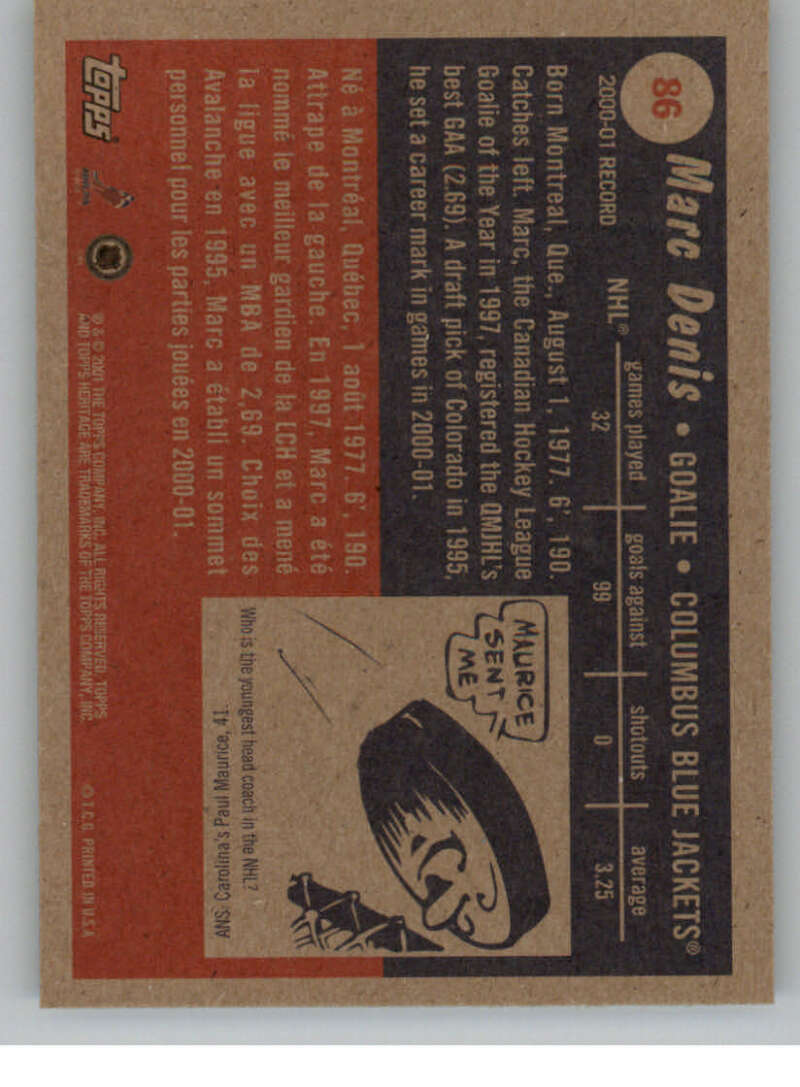 86
Marc Denis • GOALIE • COLUMBUS BLUE JACKETS®
2000-01 RECORD
games played goals against shotouts average
NHL® 32 99 0 3.25
Born Montreal, Que., August 1, 1977. 6', 190.
Catches left. Marc, the Canadian Hockey League
Goalie of the Year in 1997, registered the QMJHL's
best GAA (2.69). A draft pick of Colorado in 1995,
he set a career mark in games in 2000-01.
Né à Montréal, Québec, 1 août 1977. 6', 190.
Attrape de la gauche. En 1997, Marc a été
nommé le meilleur gardien de la LCH et a mené
la ligue avec un MBA de 2,69. Choix des
Avalanche en 1995, Marc a établi un sommet
personnel pour les parties jouées en 2000-01.
MAURICE
SENT
ME
Who is the youngest head coach in the NHL?
ANS: Carolina's Paul Maurice, 41.
topps
® & © 2001 THE TOPPS COMPANY, INC. ALL RIGHTS RESERVED. TOPPS
AND TOPPS HERITAGE ARE TRADEMARKS OF THE TOPPS COMPANY, INC.
© T.C.G. PRINTED IN U.S.A.